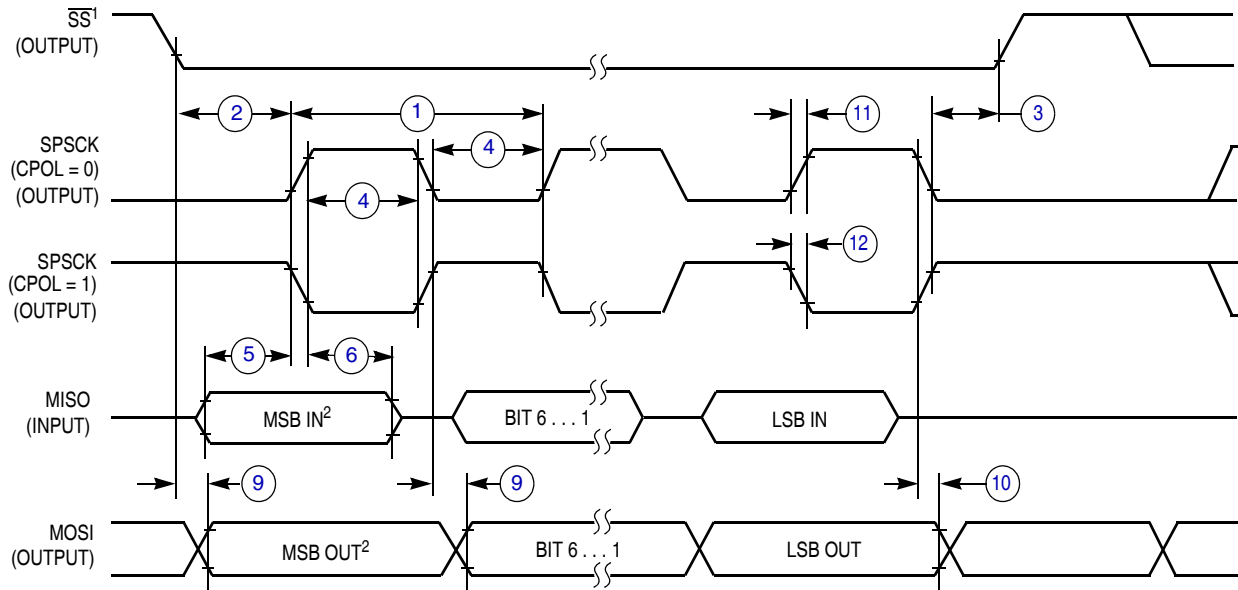 SS1
(OUTPUT)
2
1
11
3
SPSCK
(CPOL = 0)
(OUTPUT)
4
4
12
SPSCK
(CPOL = 1)
(OUTPUT)
5
6
MISO
(INPUT)
MSB IN2
BIT 6 . . . 1
LSB IN
9
9
10
MOSI
(OUTPUT)
MSB OUT2
BIT 6 . . . 1
LSB OUT